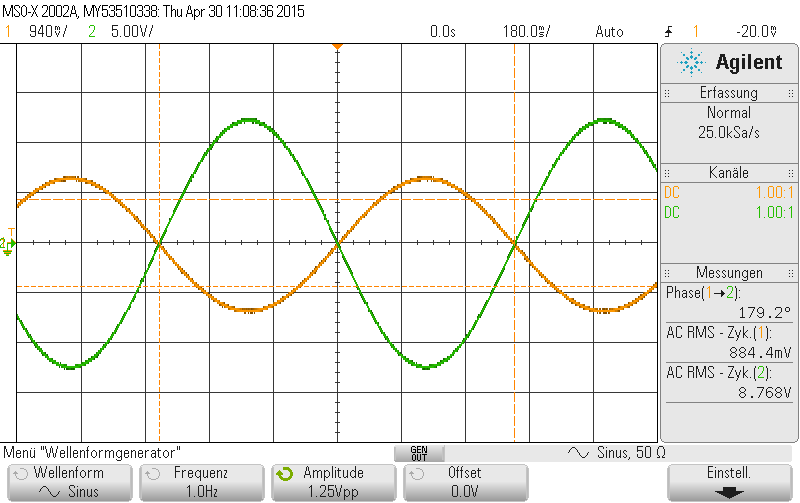 MSO-X 2002A, MY53510338: Thu Apr 30 11:08:36 2015
1 940mV/ 2 5.00V/ 0.0s 180.0ms/ Auto 1 -20.0mV
Agilent
Erfassung
Normal
25.0kSa/s
Kanäle
DC 1.00:1
DC 1.00:1
Messungen
Phase(1→2):
179.2°
AC RMS - Zyk.(1):
884.4mV
AC RMS - Zyk.(2):
8.768V
2
T
Menü "Wellenformgenerator"
GEN OUT
Sinus, 50 Ω
Wellenform
Sinus
Frequenz
1.0Hz
Amplitude
1.25Vpp
Offset
0.0V
Einstell.